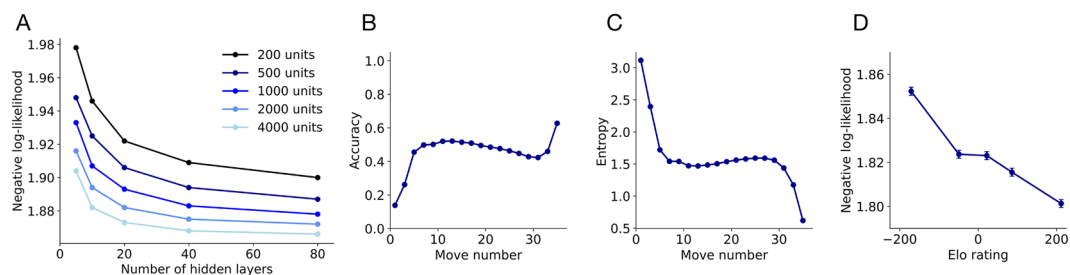 A
Negative log-likelihood
1.98
1.96
1.94
1.92
1.90
1.88
0
20
40
60
80
Number of hidden layers
200 units
500 units
1000 units
2000 units
4000 units
B
Accuracy
1.0
0.8
0.6
0.4
0.2
0.0
0
10
20
30
Move number
C
Entropy
3.0
2.5
2.0
1.5
1.0
0.5
0
10
20
30
Move number
D
Negative log-likelihood
1.86
1.84
1.82
1.80
−200
0
200
Elo rating